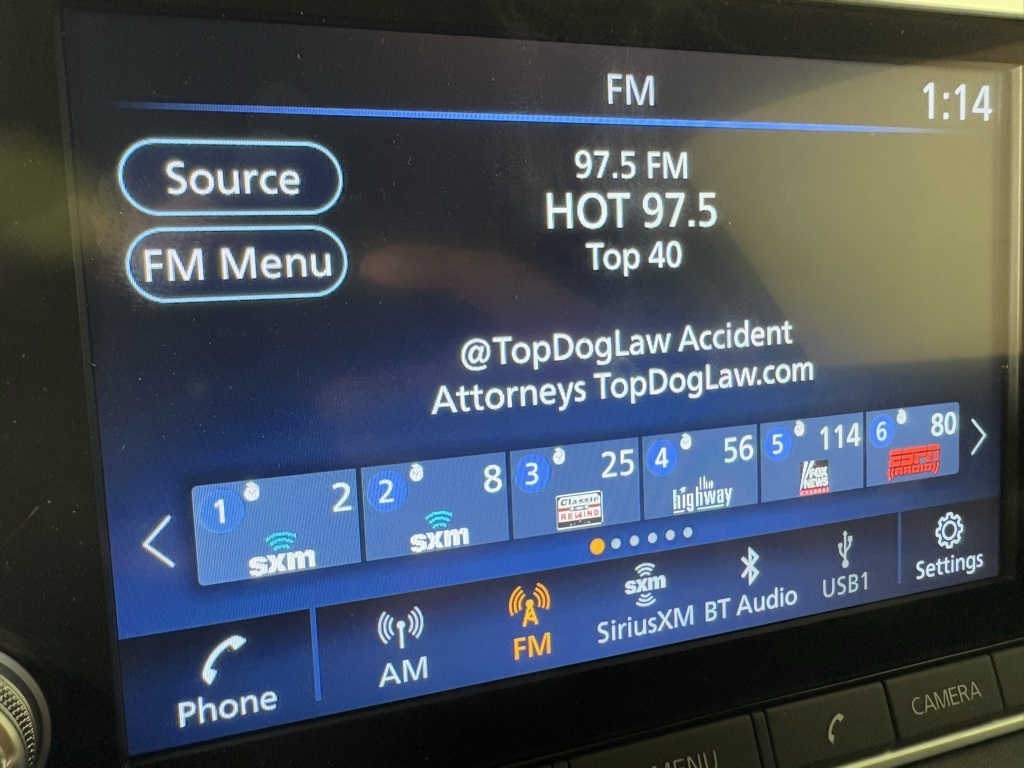 FM
1:14
Source
FM Menu
97.5 FM
HOT 97.5
Top 40
@TopDogLaw Accident
Attorneys TopDogLaw.com
1 2
sxm
2 8
sxm
3 25
Classic
REWIND
4 56
the
highway
5 114
FOX
NEWS
CHANNEL
6 80
ESPN
RADIO
Phone
AM
FM
sxm
SiriusXM
BT Audio
USB1
Settings
MENU
CAMERA